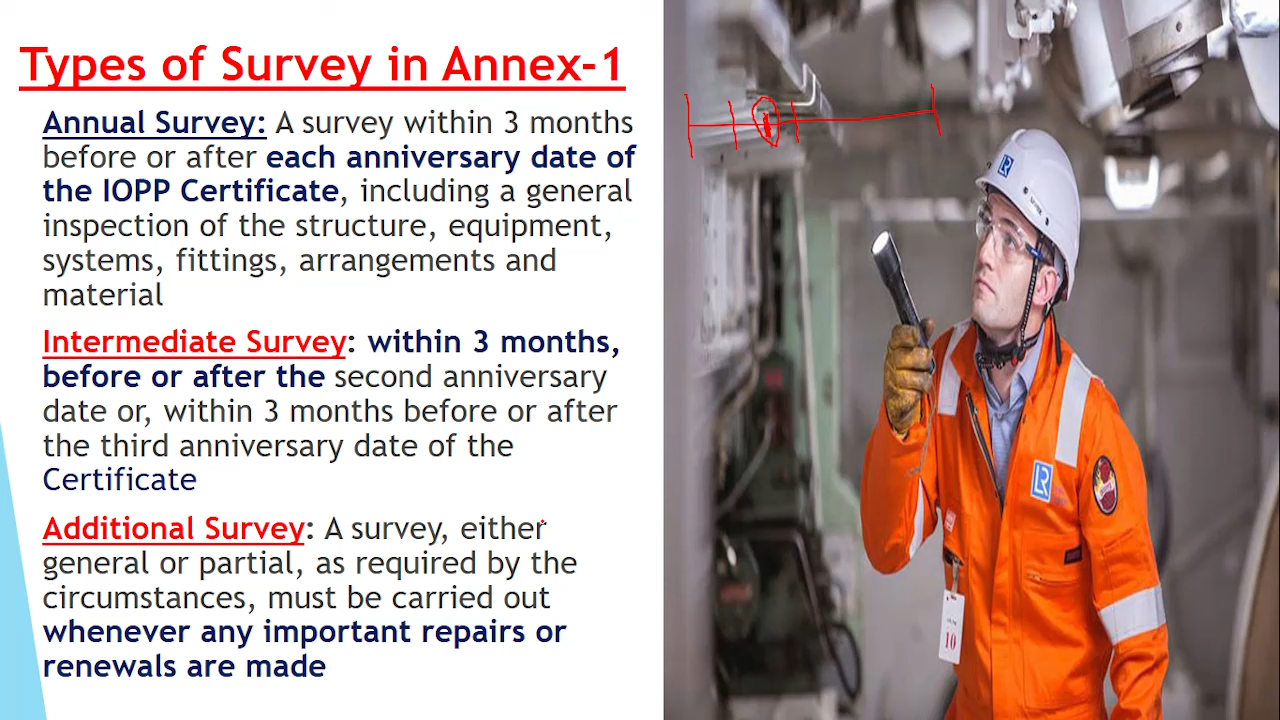 Types of Survey in Annex-1
Annual Survey: A survey within 3 months
before or after each anniversary date of
the IOPP Certificate, including a general
inspection of the structure, equipment,
systems, fittings, arrangements and
material
Intermediate Survey: within 3 months,
before or after the second anniversary
date or, within 3 months before or after
the third anniversary date of the
Certificate
Additional Survey: A survey, either
general or partial, as required by the
circumstances, must be carried out
whenever any important repairs or
renewals are made
LR
LR
10